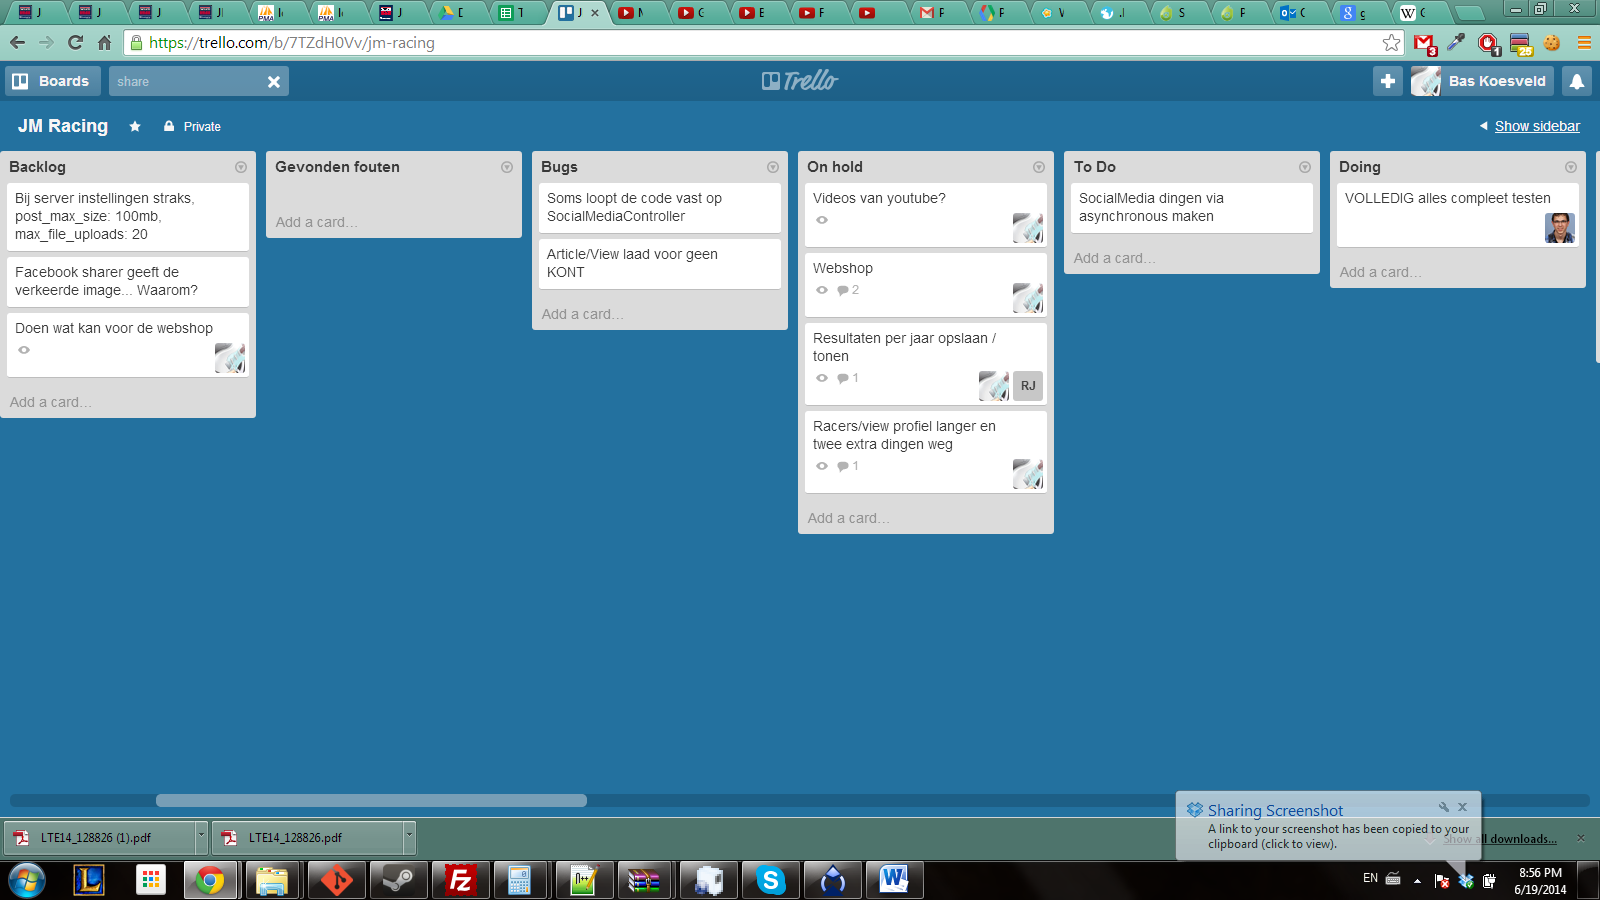 https://trello.com/b/7TZdH0Vv/jm-racing
3
1
25
Boards
share
Trello
Bas Koesveld
JM Racing
Private
Show sidebar
Backlog
Bij server instellingen straks,
post_max_size: 100mb,
max_file_uploads: 20
Facebook sharer geeft de
verkeerde image... Waarom?
Doen wat kan voor de webshop
Add a card...
Gevonden fouten
Add a card...
Bugs
Soms loopt de code vast op
SocialMediaController
Article/View laad voor geen
KONT
Add a card...
On hold
Videos van youtube?
Webshop
2
Resultaten per jaar opslaan /
tonen
1
RJ
Racers/view profiel langer en
twee extra dingen weg
1
Add a card...
To Do
SocialMedia dingen via
asynchronous maken
Add a card...
Doing
VOLLEDIG alles compleet testen
Add a card...
Sharing Screenshot
A link to your screenshot has been copied to your
clipboard (click to view).
LTE14_128826 (1).pdf
LTE14_128826.pdf
Show all downloads...
EN
8:56 PM
6/19/2014